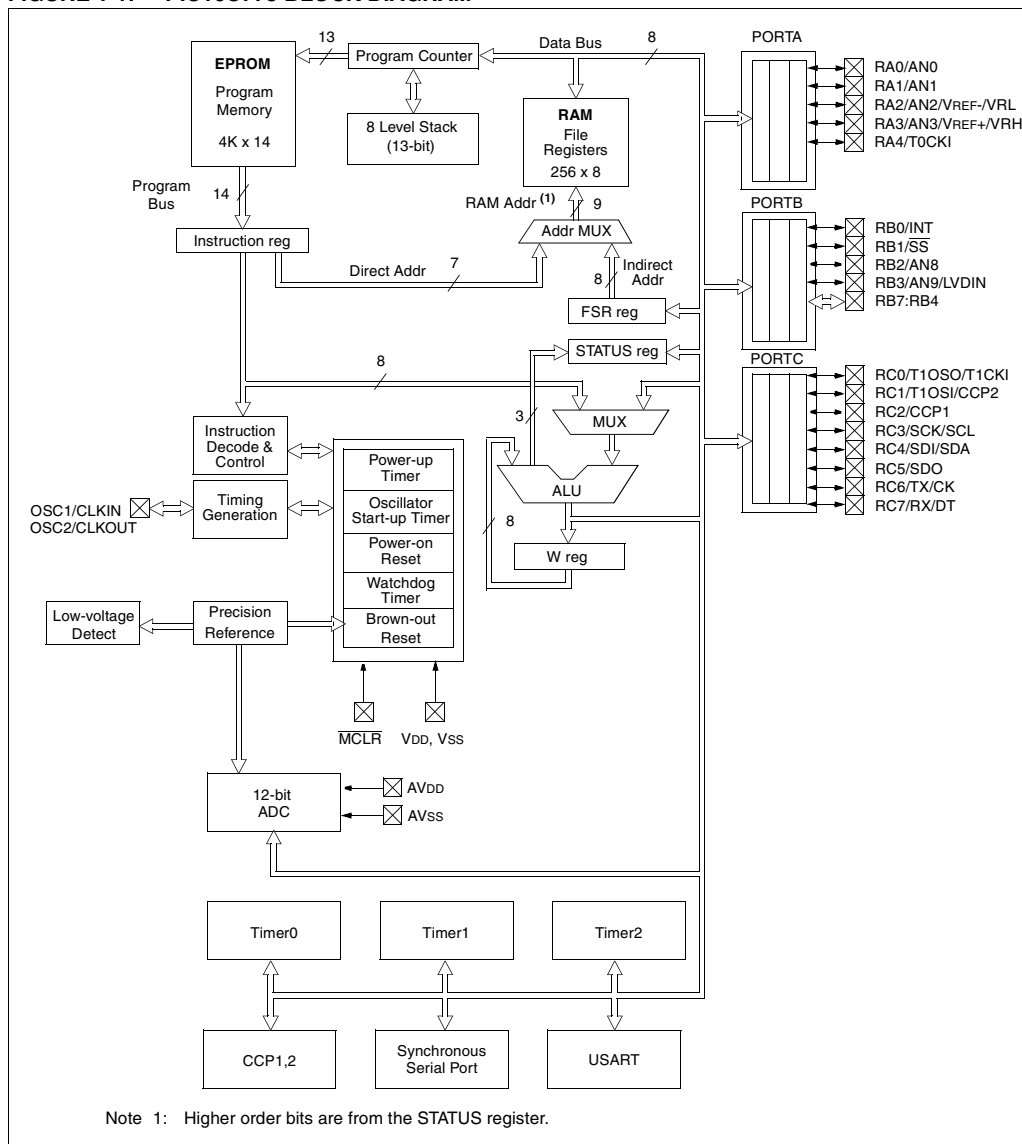 13
Program Counter
Data Bus
8
PORTA
EPROM
Program
Memory
4K x 14
8 Level Stack
(13-bit)
RAM
File
Registers
256 x 8
RA0/AN0
RA1/AN1
RA2/AN2/VREF-/VRL
RA3/AN3/VREF+/VRH
RA4/T0CKI
Program
Bus
14
RAM Addr (1)
9
PORTB
Instruction reg
Addr MUX
Direct Addr
7
8
Indirect
Addr
FSR reg
RB0/INT
RB1/SS
RB2/AN8
RB3/AN9/LVDIN
RB7:RB4
STATUS reg
8
PORTC
3
MUX
RC0/T1OSO/T1CKI
RC1/T1OSI/CCP2
RC2/CCP1
RC3/SCK/SCL
RC4/SDI/SDA
RC5/SDO
RC6/TX/CK
RC7/RX/DT
Instruction
Decode &
Control
Power-up
Timer
Oscillator
Start-up Timer
Power-on
Reset
Watchdog
Timer
Brown-out
Reset
ALU
8
W reg
OSC1/CLKIN
OSC2/CLKOUT
Timing
Generation
Low-voltage
Detect
Precision
Reference
MCLR
VDD, VSS
12-bit
ADC
AVDD
AVSS
Timer0
Timer1
Timer2
CCP1,2
Synchronous
Serial Port
USART
Note 1: Higher order bits are from the STATUS register.